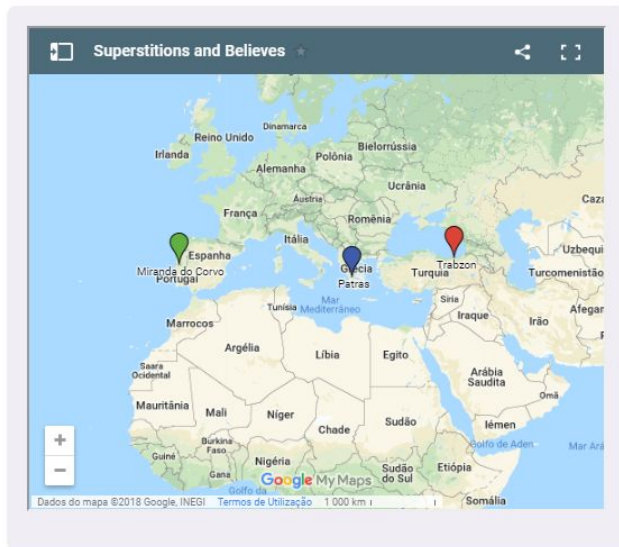 Superstitions and Believes
Dinamarca
Reino Unido
Irlanda
Bielorrússia
Polônia
Alemanha
Ucrânia
Áustria
França
Romênia
Itália
Espanha
Miranda do Corvo
Portugal
Grécia
Patras
Turquia
Trabzon
Uzbequi
Turcomenistão
Caza
Tunísia
Mar
Mediterrâneo
Síria
Iraque
Irão
Afegan
Marrocos
Argélia
Líbia
Egito
Saara
Ocidental
Arábia
Saudita
Omã
Mauritânia
Mali
Níger
Chade
Sudão
Iémen
Golfo de Aden
Mar Ará
Burkina
Faso
Guiné
Gana
Nigéria
Sudão
do Sul
Etiópia
Golfo da
Somália
Google My Maps
Dados do mapa ©2018 Google, INEGI Termos de Utilização 1 000 km